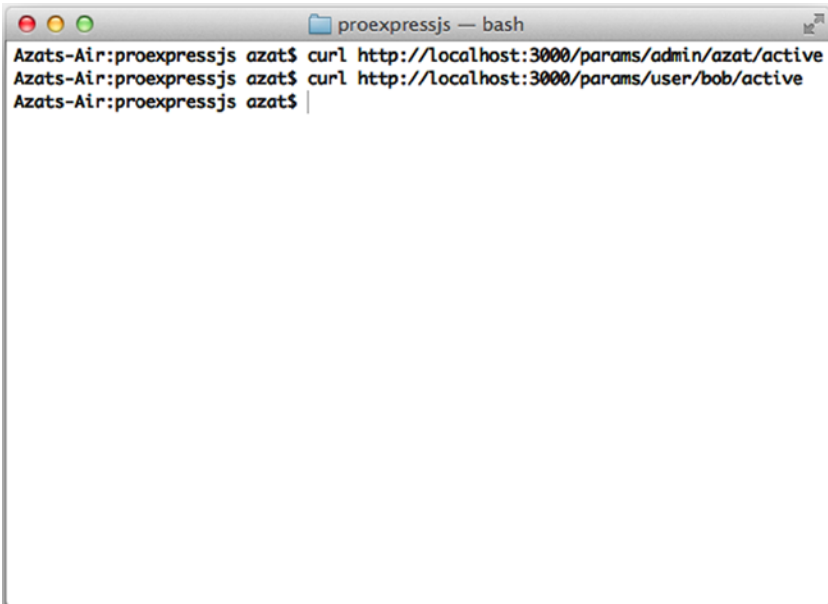 proexpressjs — bash
Azats-Air:proexpressjs azat$ curl http://localhost:3000/params/admin/azat/active
Azats-Air:proexpressjs azat$ curl http://localhost:3000/params/user/bob/active
Azats-Air:proexpressjs azat$